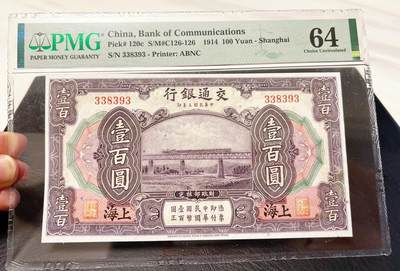 PMG
PAPER MONEY GUARANTY
China, Bank of Communications
Pick# 120c S/M#C126-126 1914 100 Yuan - Shanghai
S/N 338393 - Printer: ABNC
64
Choice Uncirculated
行銀通交
338393
338393
壹百
壹百
壹百圓
壹百圓
海上
海上
壹百
壹百